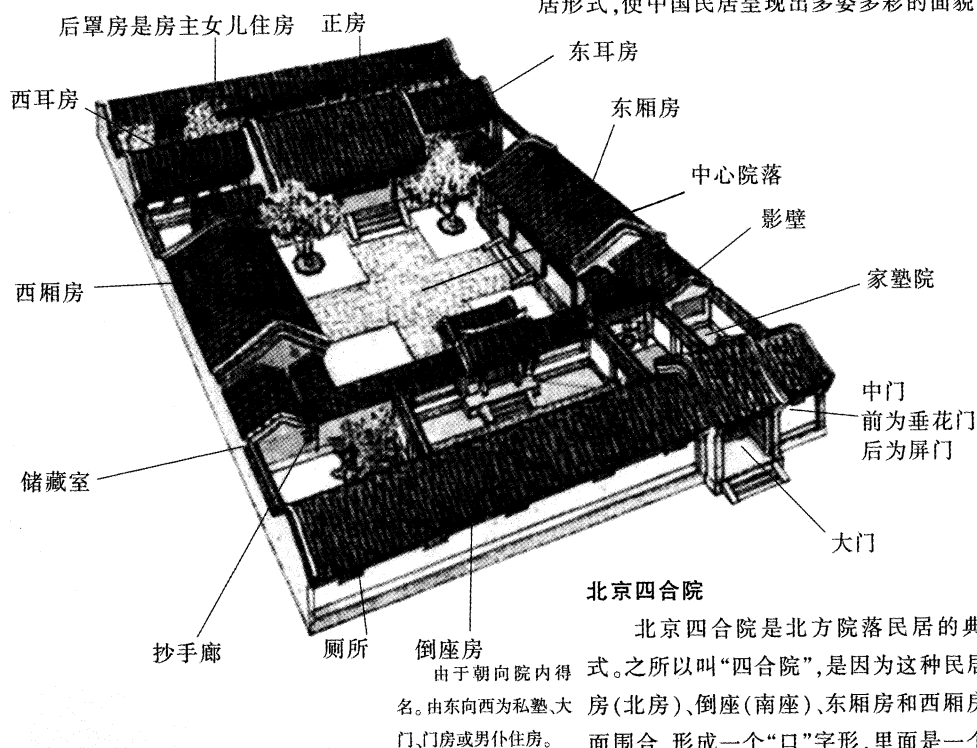 居形式，使中国民居呈现出多姿多彩的面貌
后罩房是房主女儿住房
正房
东耳房
西耳房
东厢房
中心院落
影壁
西厢房
家塾院
中门
前为垂花门
后为屏门
储藏室
大门
抄手廊
厕所
倒座房
由于朝向院内得
名。由东向西为私塾、大
门、门房或男仆住房。
北京四合院
北京四合院是北方院落民居的典
式。之所以叫“四合院”，是因为这种民居
房(北房)、倒座(南座)、东厢房和西厢房
面围合，形成一个“口”字形，里面是一个